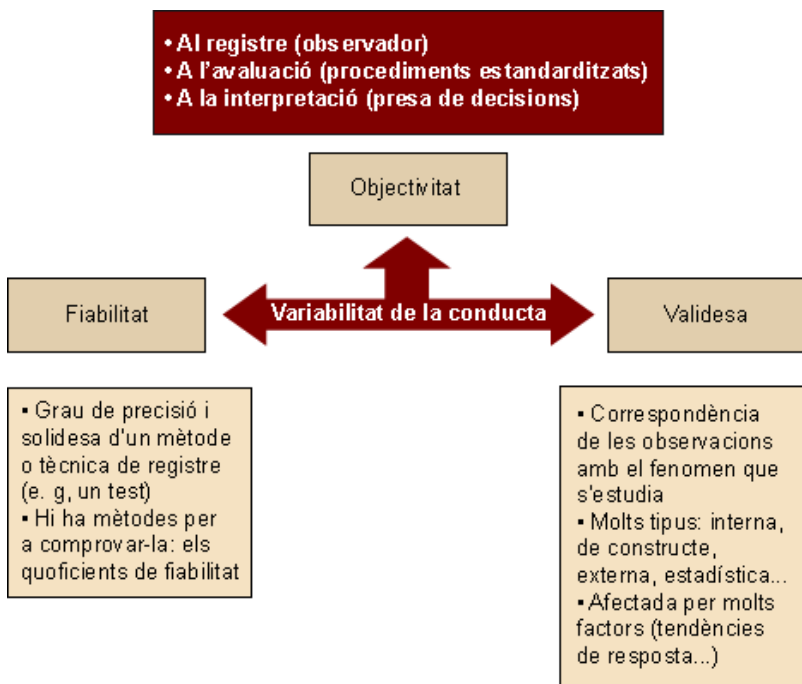 • Al registre (observador)
• A l'avaluació (procediments estandarditzats)
• A la interpretació (presa de decisions)
Objectivitat
Fiabilitat
Variabilitat de la conducta
Validesa
▪ Grau de precisió i
solidesa d'un mètode
o tècnica de registre
(e. g, un test)
▪ Hi ha mètodes per
a comprovar-la: els
quoficients de fiabilitat
▪ Correspondència
de les observacions
amb el fenomen que
s'estudia
▪ Molts tipus: interna,
de constructe,
externa, estadística...
▪ Afectada per molts
factors (tendències
de resposta...)